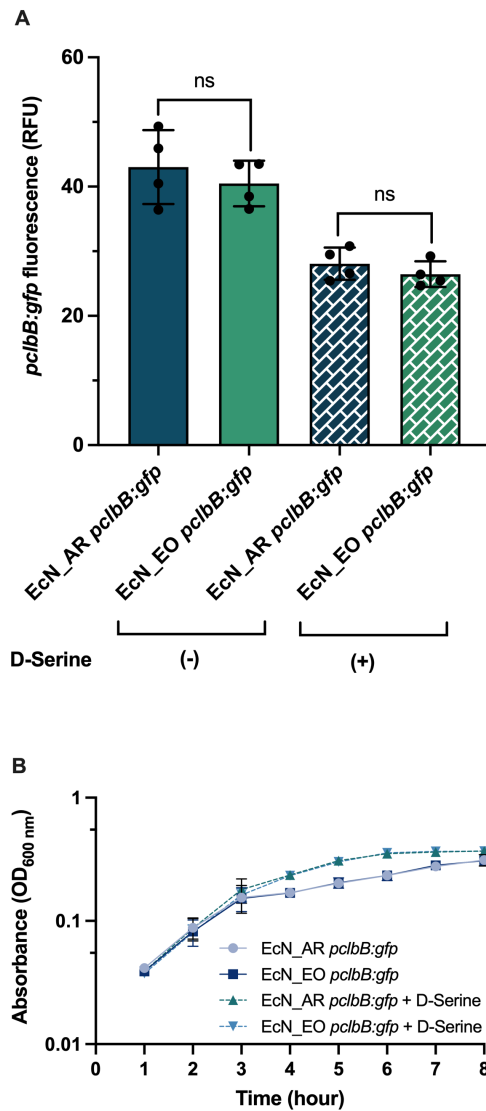 A
pclbB:gfp fluorescence (RFU)
60
40
20
0
ns
ns
EcN_AR pclbB:gfp
EcN_EO pclbB:gfp
EcN_AR pclbB:gfp
EcN_EO pclbB:gfp
D-Serine
(-)
(+)
B
Absorbance (OD600 nm)
1
0.1
0.01
EcN_AR pclbB:gfp
EcN_EO pclbB:gfp
EcN_AR pclbB:gfp + D-Serine
EcN_EO pclbB:gfp + D-Serine
0 1 2 3 4 5 6 7 8
Time (hour)